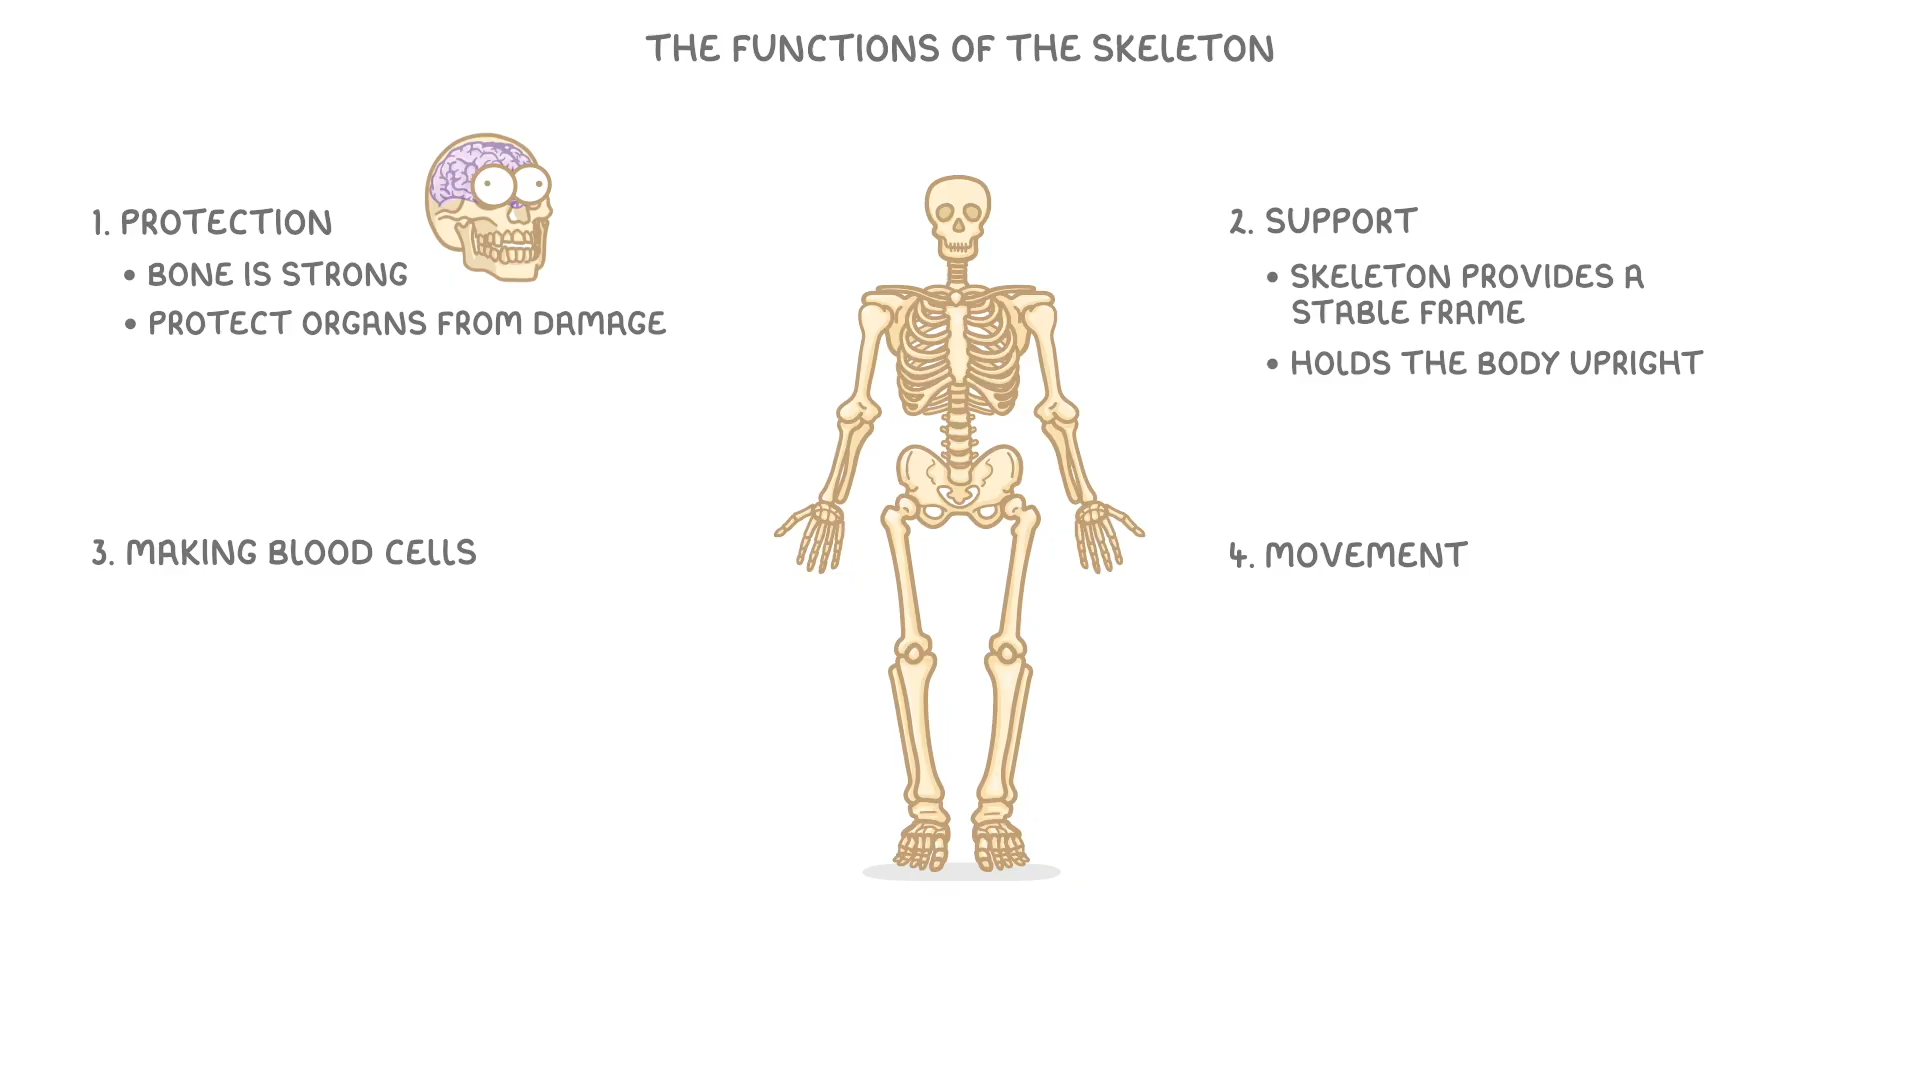 THE FUNCTIONS OF THE SKELETON
1. PROTECTION
• BONE IS STRONG
• PROTECT ORGANS FROM DAMAGE
2. SUPPORT
• SKELETON PROVIDES A
STABLE FRAME
• HOLDS THE BODY UPRIGHT
3. MAKING BLOOD CELLS
4. MOVEMENT